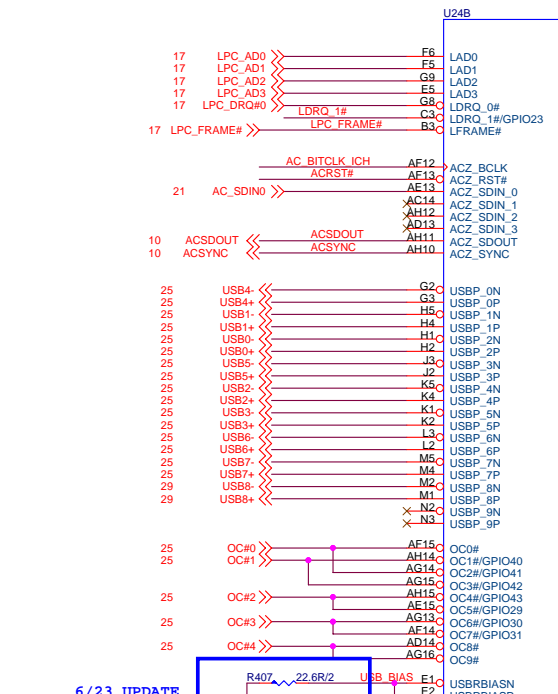 U24B
17 LPC_AD0 F6 LAD0
17 LPC_AD1 F5 LAD1
17 LPC_AD2 G9 LAD2
17 LPC_AD3 E5 LAD3
17 LPC_DRQ#0 G8 LDRQ_0#
LDRQ_1# C3 LDRQ_1#/GPIO23
17 LPC_FRAME# LPC_FRAME# B3 LFRAME#
AC_BITCLK_ICH AF12 ACZ_BCLK
ACRST# AF13 ACZ_RST#
21 AC_SDIN0 AE13 ACZ_SDIN_0
AC14 ACZ_SDIN_1
AH12 ACZ_SDIN_2
AD13 ACZ_SDIN_3
10 ACSDOUT ACSDOUT AH11 ACZ_SDOUT
10 ACSYNC ACSYNC AH10 ACZ_SYNC
25 USB4- G2 USBP_0N
25 USB4+ G3 USBP_0P
25 USB1- H5 USBP_1N
25 USB1+ H4 USBP_1P
25 USB0- H1 USBP_2N
25 USB0+ H2 USBP_2P
25 USB5- J3 USBP_3N
25 USB5+ J2 USBP_3P
25 USB2- K5 USBP_4N
25 USB2+ K4 USBP_4P
25 USB3- K1 USBP_5N
25 USB3+ K2 USBP_5P
25 USB6- L3 USBP_6N
25 USB6+ L2 USBP_6P
25 USB7- M5 USBP_7N
25 USB7+ M4 USBP_7P
29 USB8- M2 USBP_8N
29 USB8+ M1 USBP_8P
N2 USBP_9N
N3 USBP_9P
25 OC#0 AF15 OC0#
25 OC#1 AH14 OC1#/GPIO40
AG14 OC2#/GPIO41
AG15 OC3#/GPIO42
25 OC#2 AH15 OC4#/GPIO43
AE15 OC5#/GPIO29
25 OC#3 AG13 OC6#/GPIO30
AF14 OC7#/GPIO31
25 OC#4 AD14 OC8#
AG16 OC9#
R407 22.6R/2 USB_BIAS E1 USBRBIASN
6/23 UPDATE